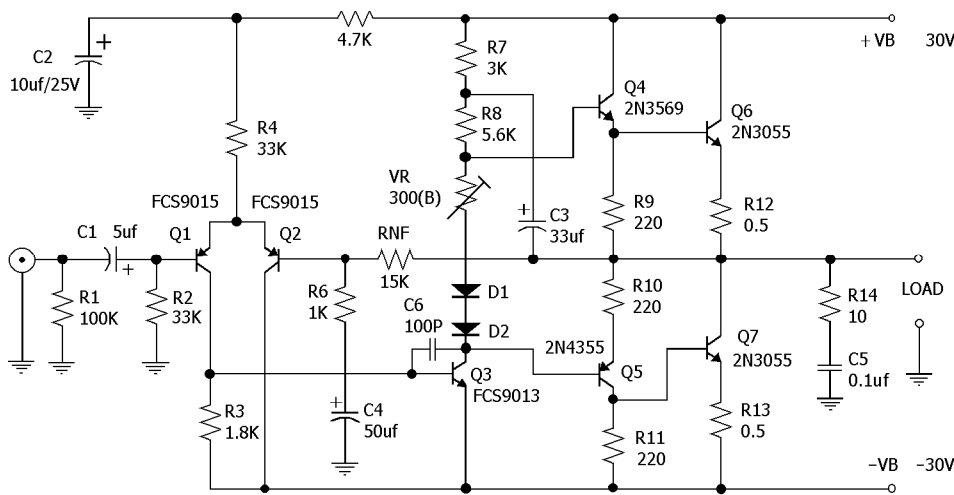 +
C2
10uf/25V
4.7K
R7
3K
+ VB 30V
R8
5.6K
Q4
2N3569
Q6
2N3055
R4
33K
VR
300(B)
FCS9015 FCS9015
C1 5uf
+
Q1
Q2
RNF
15K
+
C3
33uf
R9
220
R12
0.5
R1
100K
R2
33K
R6
1K
C6
100P
D1
D2
R10
220
R14
10
LOAD
2N4355
Q5
Q7
2N3055
Q3
FCS9013
C5
0.1uf
R3
1.8K
+
C4
50uf
R11
220
R13
0.5
−VB −30V